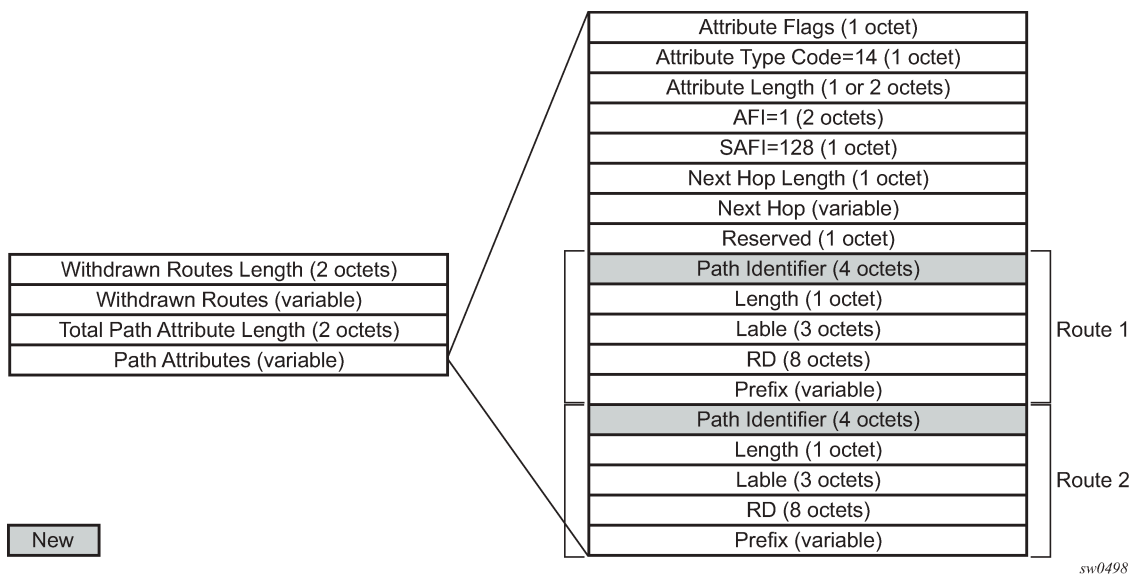 Withdrawn Routes Length (2 octets)
Withdrawn Routes (variable)
Total Path Attribute Length (2 octets)
Path Attributes (variable)
New
Attribute Flags (1 octet)
Attribute Type Code=14 (1 octet)
Attribute Length (1 or 2 octets)
AFI=1 (2 octets)
SAFI=128 (1 octet)
Next Hop Length (1 octet)
Next Hop (variable)
Reserved (1 octet)
Path Identifier (4 octets)
Length (1 octet)
Lable (3 octets)
RD (8 octets)
Prefix (variable)
Route 1
Path Identifier (4 octets)
Length (1 octet)
Lable (3 octets)
RD (8 octets)
Prefix (variable)
Route 2
sw0498